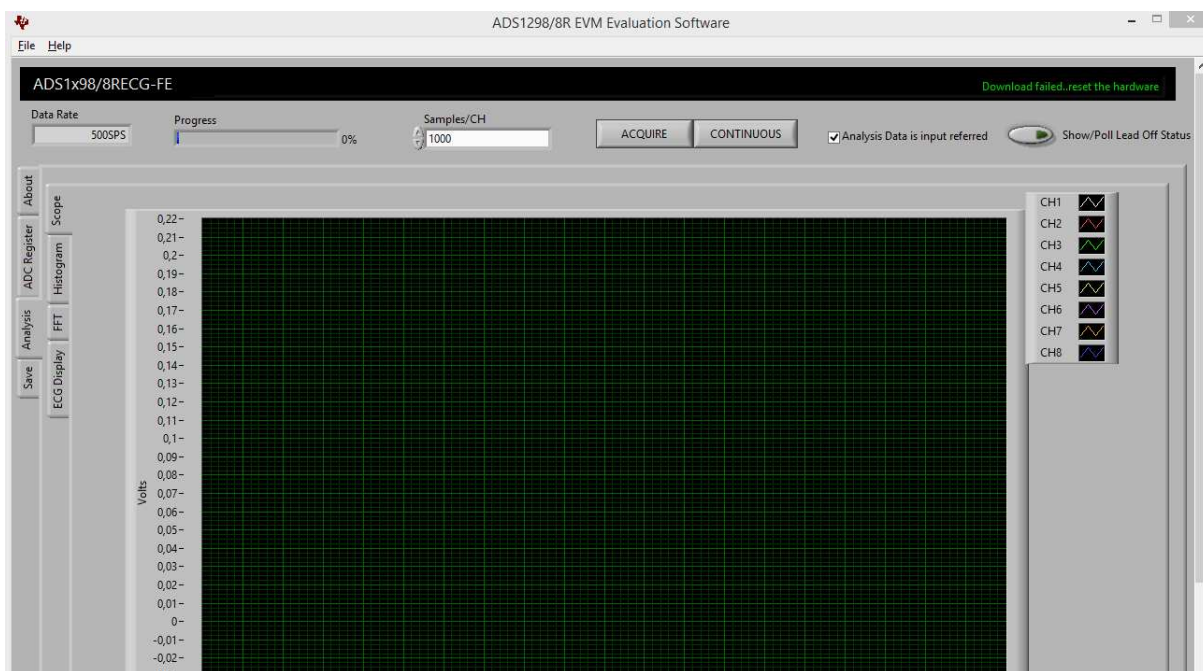 ADS1298/8R EVM Evaluation Software
File Help
ADS1x98/8RECG-FE
Download failed..reset the hardware
Data Rate
500SPS
Progress
0%
Samples/CH
1000
ACQUIRE
CONTINUOUS
Analysis Data is input referred
Show/Poll Lead Off Status
About
ADC Register
Analysis
Save
Scope
Histogram
FFT
ECG Display
Volts
0,22
0,21
0,2
0,19
0,18
0,17
0,16
0,15
0,14
0,13
0,12
0,11
0,1
0,09
0,08
0,07
0,06
0,05
0,04
0,03
0,02
0,01
0
-0,01
-0,02
CH1
CH2
CH3
CH4
CH5
CH6
CH7
CH8